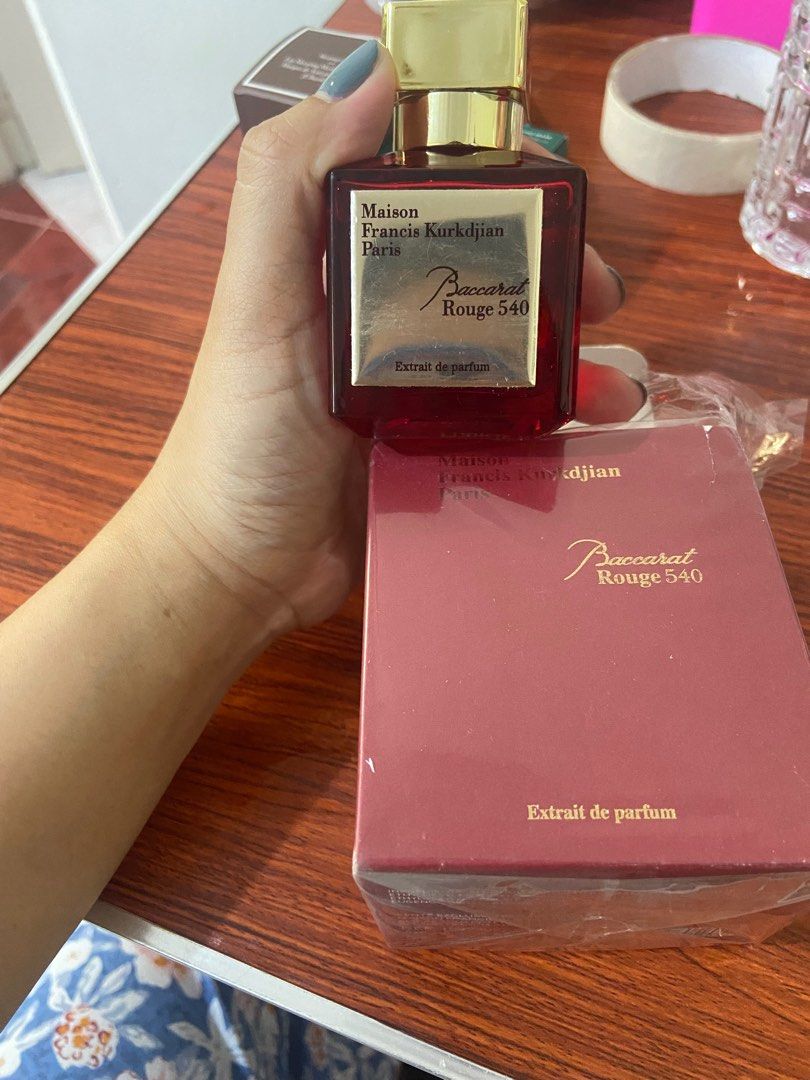 Maison
Francis Kurkdjian
Paris
Baccarat
Rouge 540
Extrait de parfum
Maison
Francis Kurkdjian
Paris
Baccarat
Rouge 540
Extrait de parfum